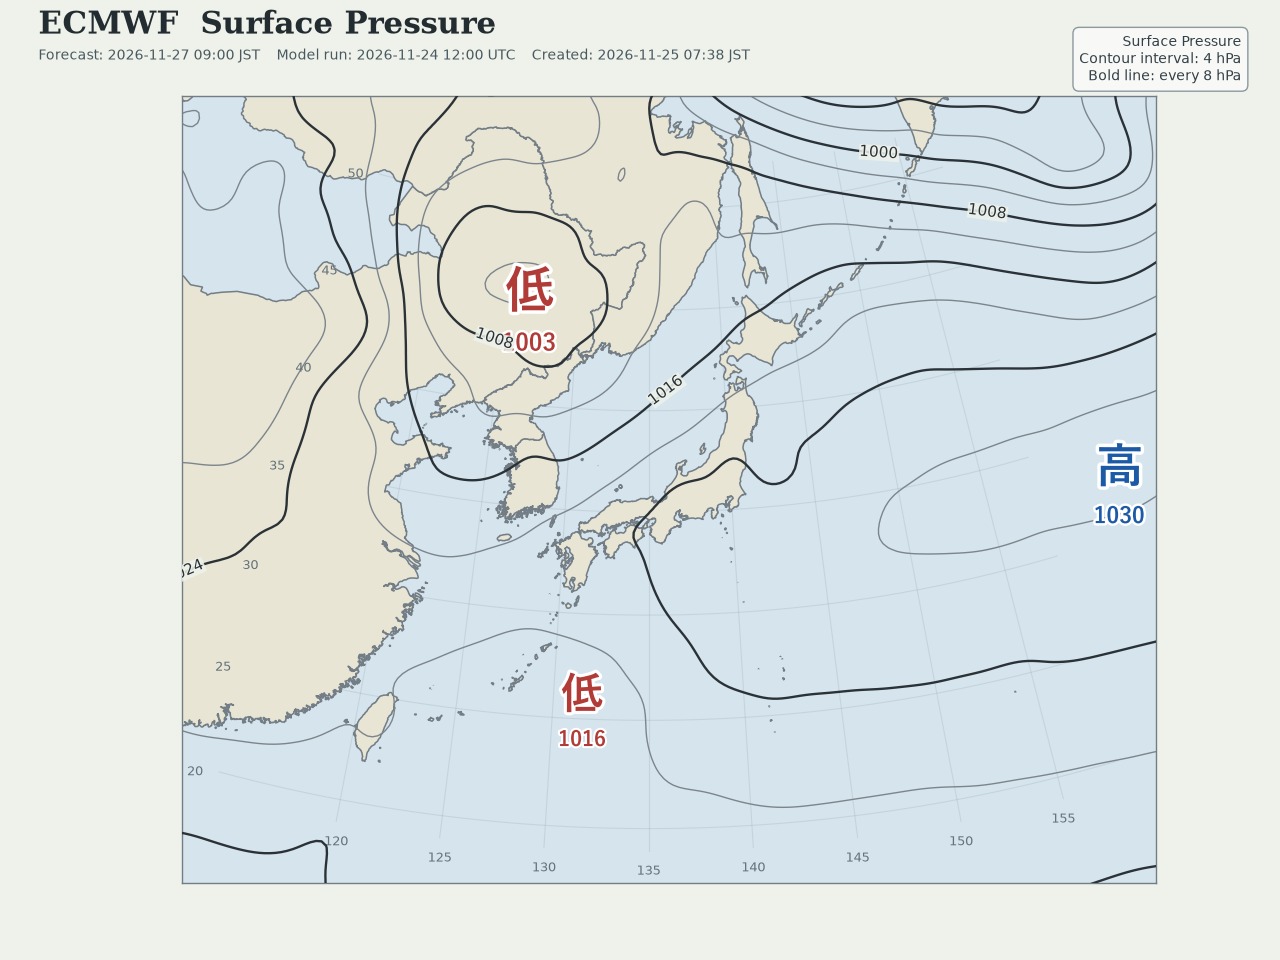 ECMWF  Surface Pressure
Forecast: 2026-11-27 09:00 JST    Model run: 2026-11-24 12:00 UTC    Created: 2026-11-25 07:38 JST
Surface Pressure
Contour interval: 4 hPa
Bold line: every 8 hPa
1000
50
1008
45
低
1008
1003
40
1016
35
高
1030
024
30
25
低
1016
20
120
125
130
135
140
145
150
155